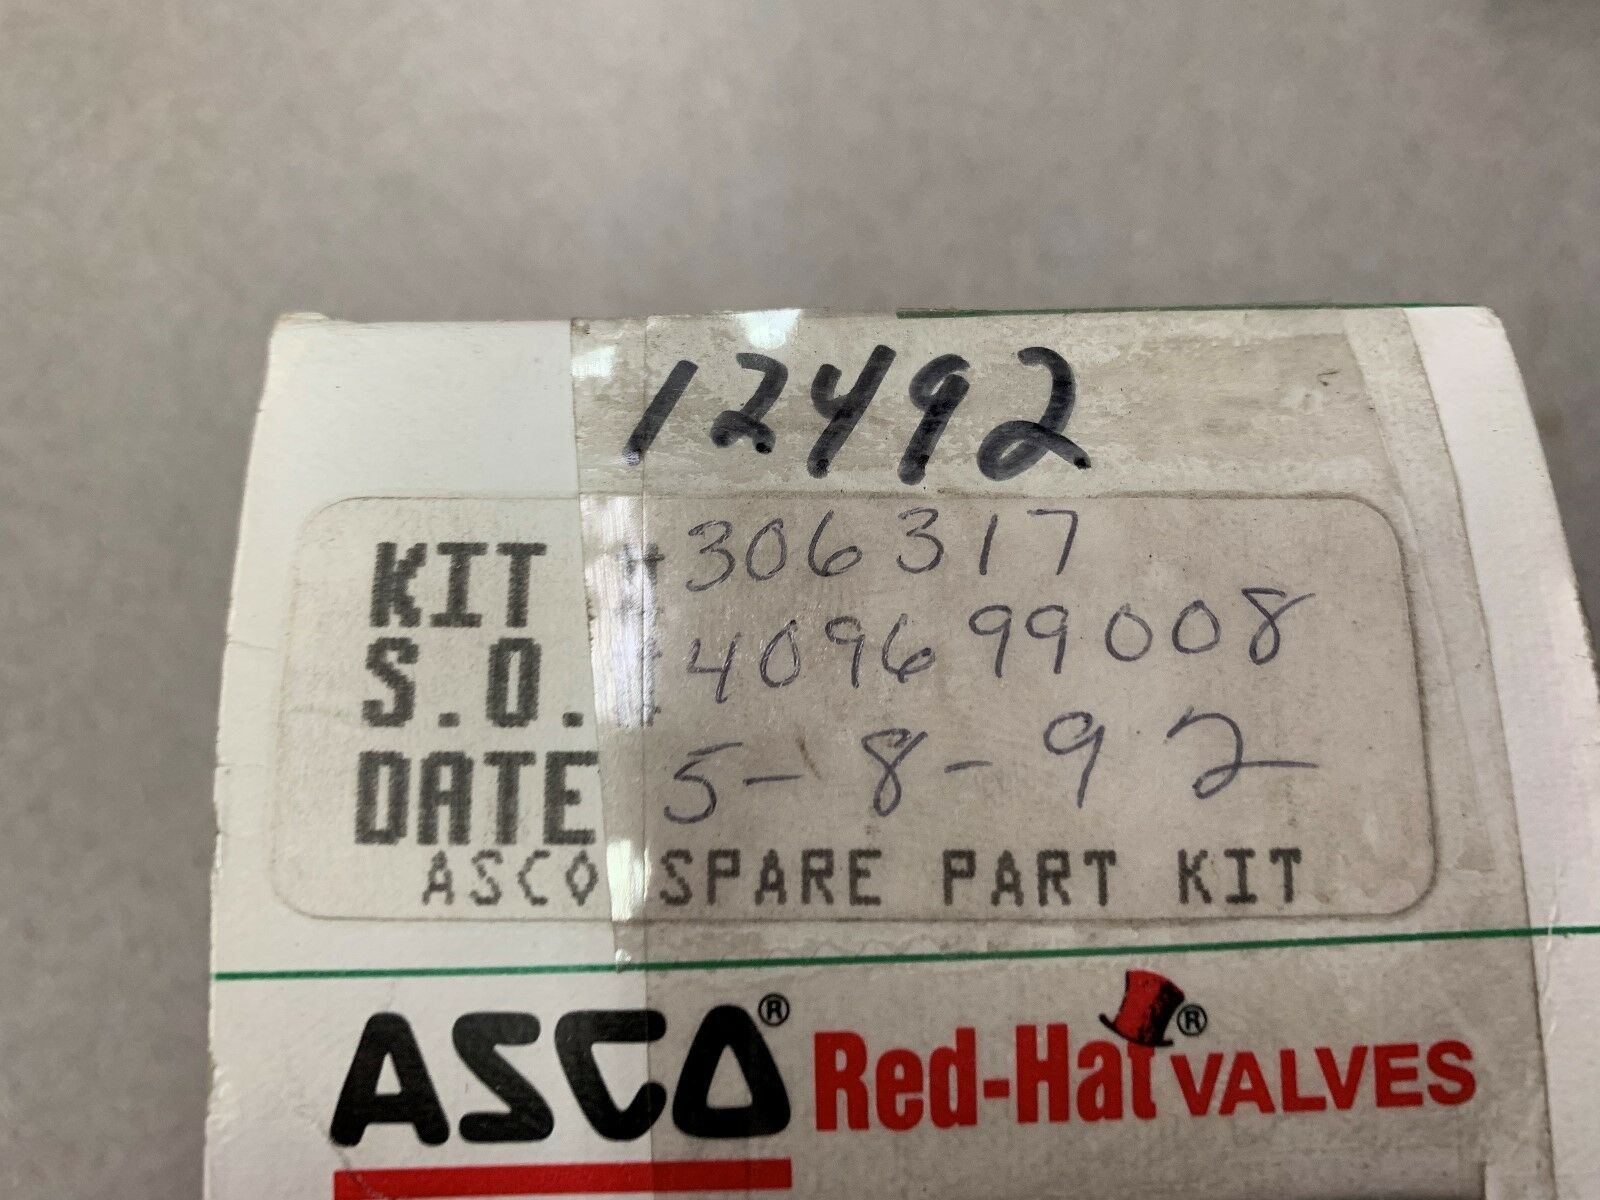 12492
KIT # 306317
S.O. # 409699008
DATE 5-8-92
ASCO SPARE PART KIT
ASCO® Red-Hat® VALVES